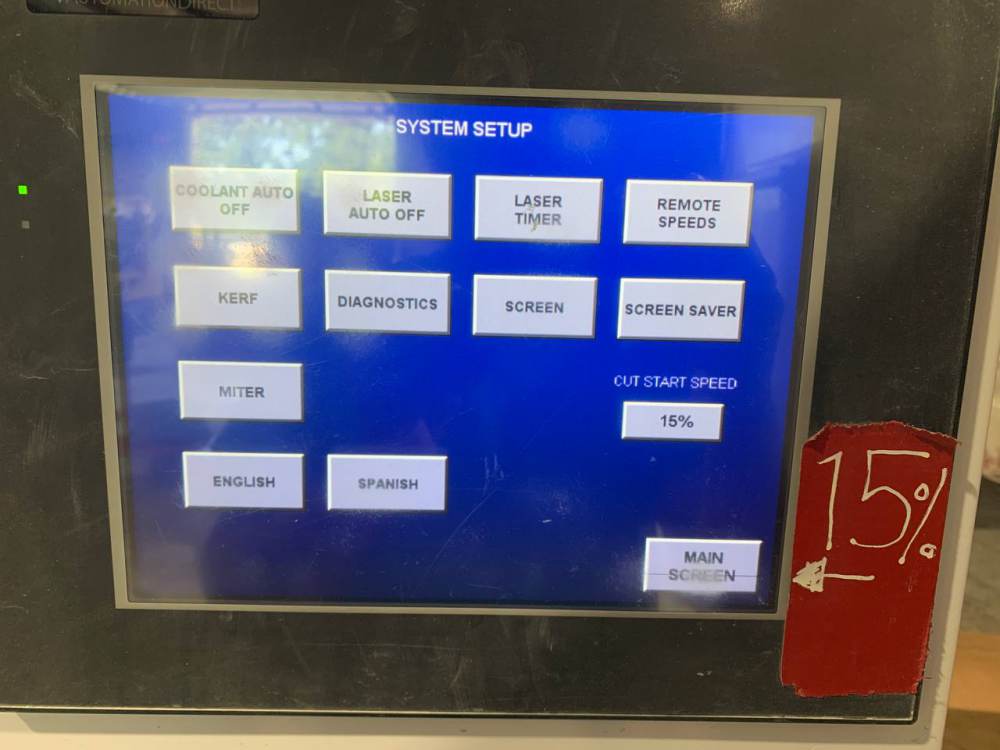 AUTOMATIONDIRECT
SYSTEM SETUP
COOLANT AUTO
OFF
LASER
AUTO OFF
LASER
TIMER
REMOTE
SPEEDS
KERF
DIAGNOSTICS
SCREEN
SCREEN SAVER
MITER
CUT START SPEED
15%
ENGLISH
SPANISH
MAIN
SCREEN
15%